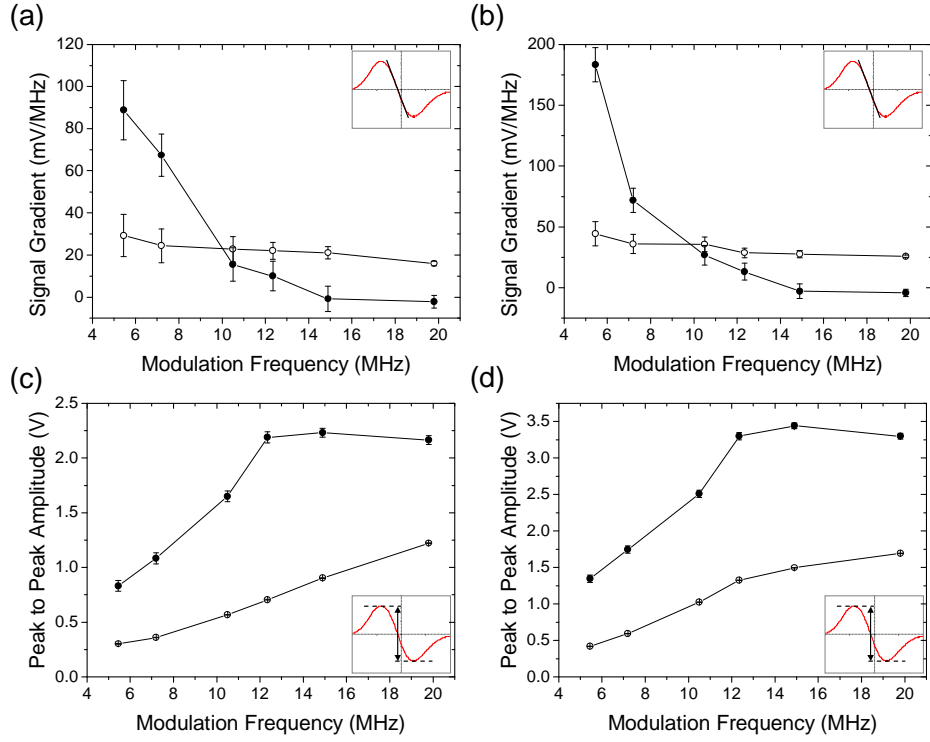 (a)
120
100
80
60
40
20
0
4 6 8 10 12 14 16 18 20
Signal Gradient (mV/MHz)
Modulation Frequency (MHz)
(b)
200
150
100
50
0
4 6 8 10 12 14 16 18 20
Signal Gradient (mV/MHz)
Modulation Frequency (MHz)
(c)
2.5
2.0
1.5
1.0
0.5
0.0
4 6 8 10 12 14 16 18 20
Peak to Peak Amplitude (V)
Modulation Frequency (MHz)
(d)
3.5
3.0
2.5
2.0
1.5
1.0
0.5
0.0
4 6 8 10 12 14 16 18 20
Peak to Peak Amplitude (V)
Modulation Frequency (MHz)